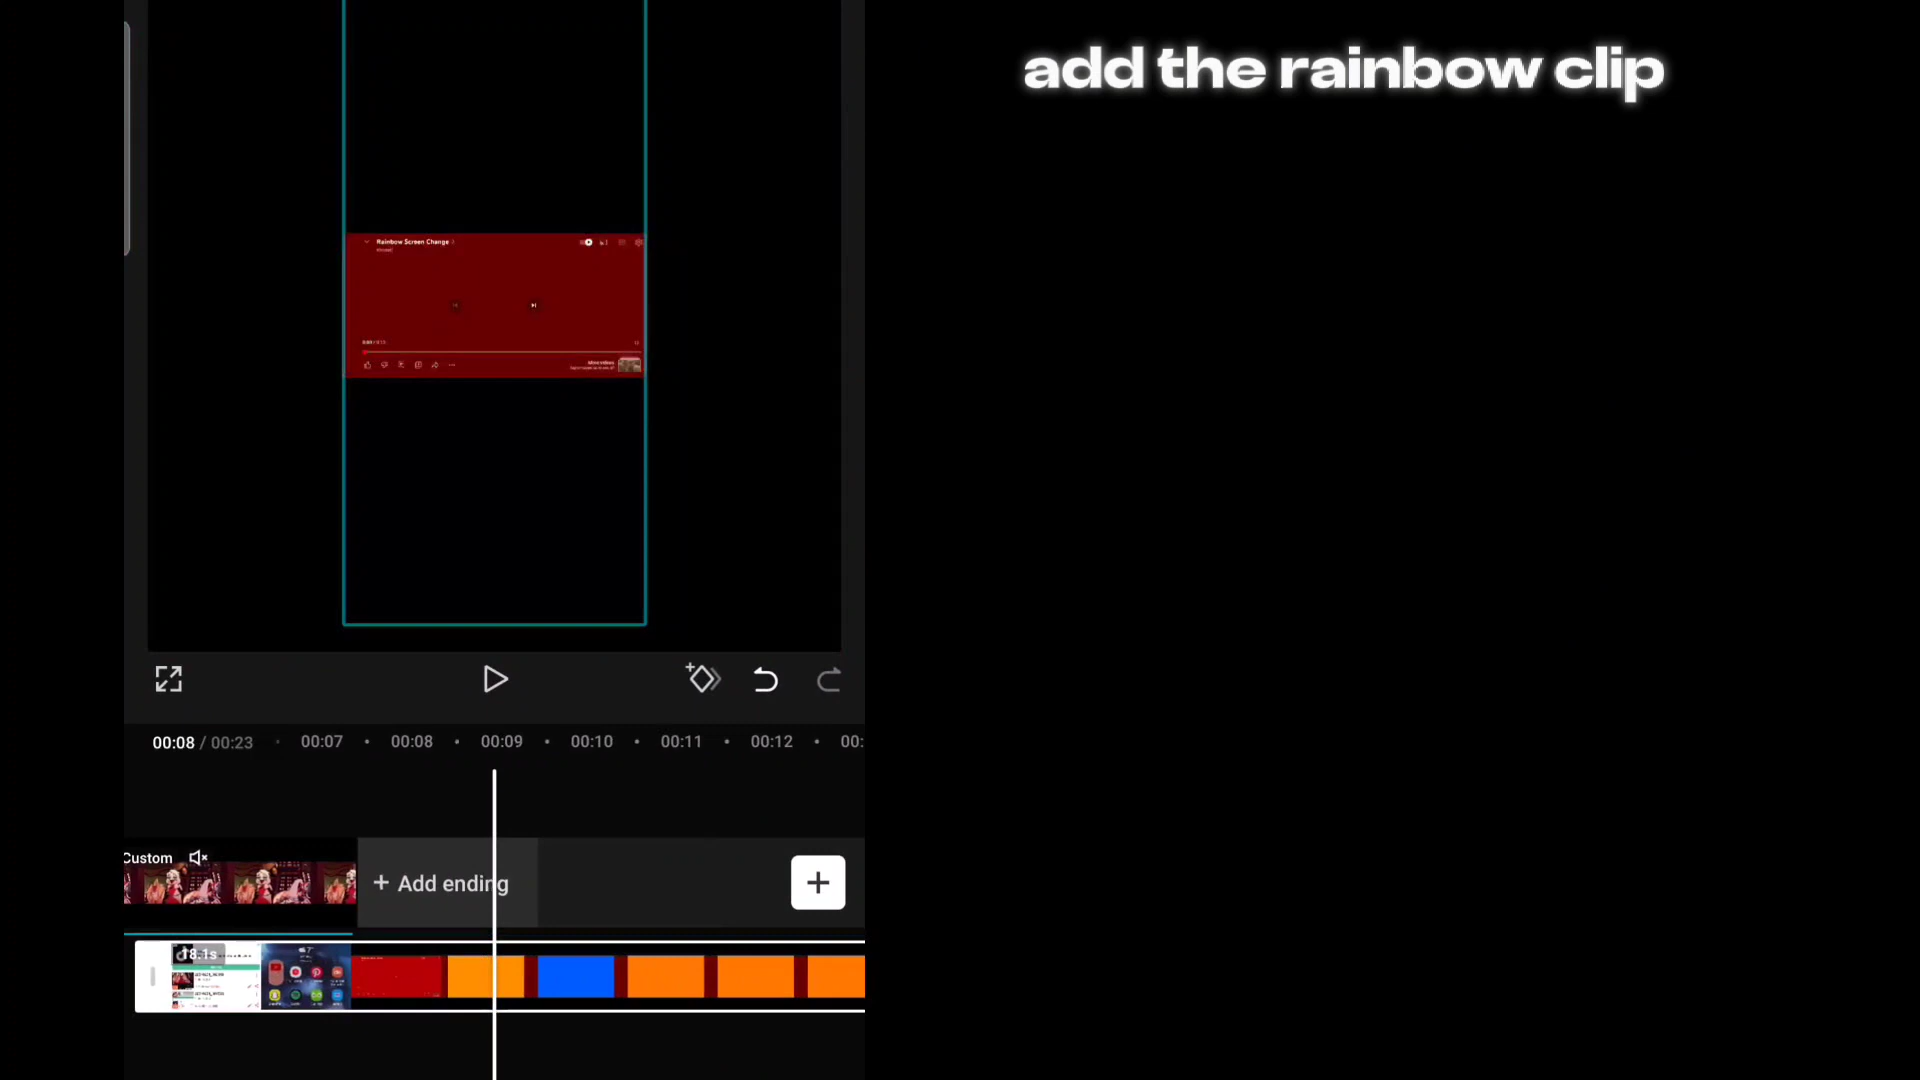 add the rainbow clip
Rainbow Screen Change
00:08 / 00:23
00:07
00:08
00:09
00:10
00:11
00:12
00:
Custom
+ Add ending
18.1s